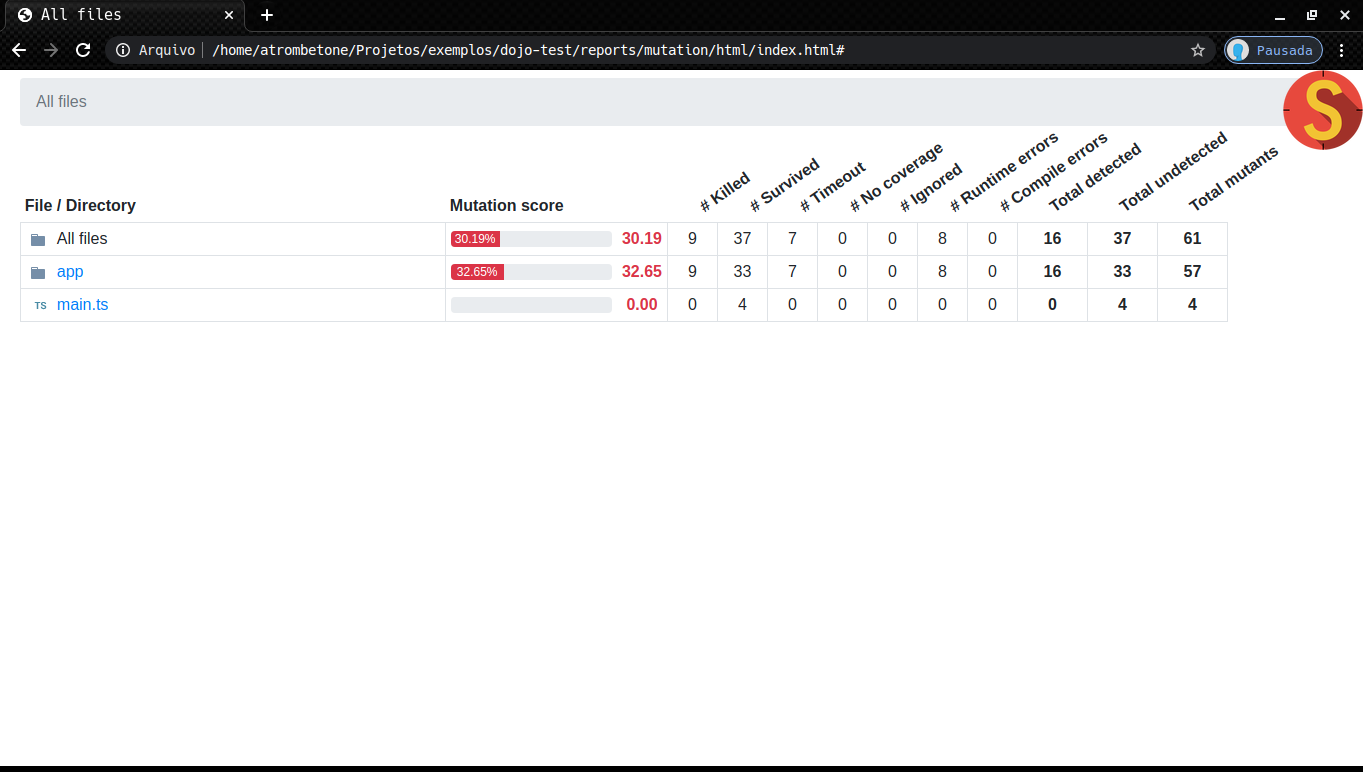 All files
Arquivo /home/atrombetone/Projetos/exemplos/dojo-test/reports/mutation/html/index.html# Pausada
All files
S
File / Directory Mutation score # Killed # Survived # Timeout # No coverage # Ignored # Runtime errors # Compile errors Total detected Total undetected Total mutants
All files 30.19% 30.19 9 37 7 0 0 8 0 16 37 61
app 32.65% 32.65 9 33 7 0 0 8 0 16 33 57
TS main.ts 0.00 0 4 0 0 0 0 0 0 4 4